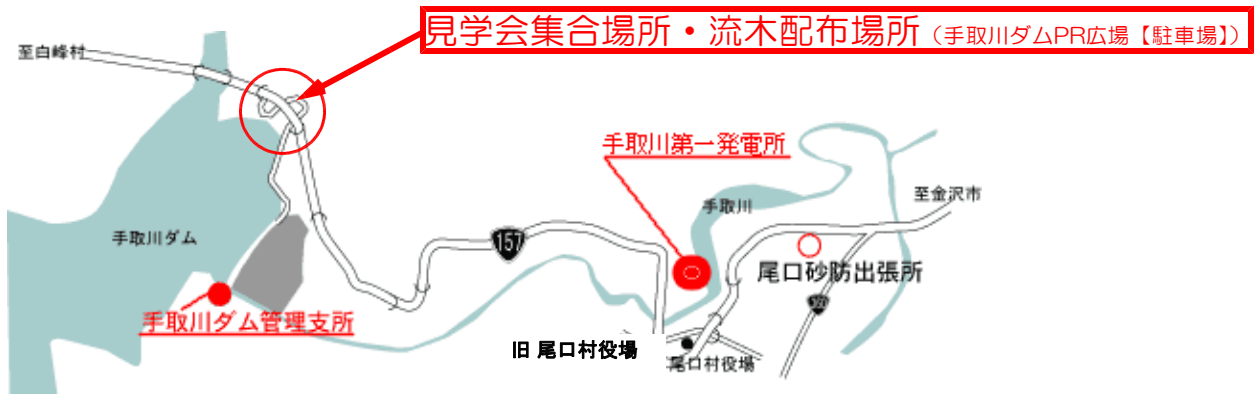 見学会集合場所・流木配布場所（手取川ダムPR広場【駐車場】）
至白峰村
手取川第一発電所
至金沢市
手取川
手取川ダム
157
尾口砂防出張所
360
手取川ダム管理支所
旧 尾口村役場
尾口村役場